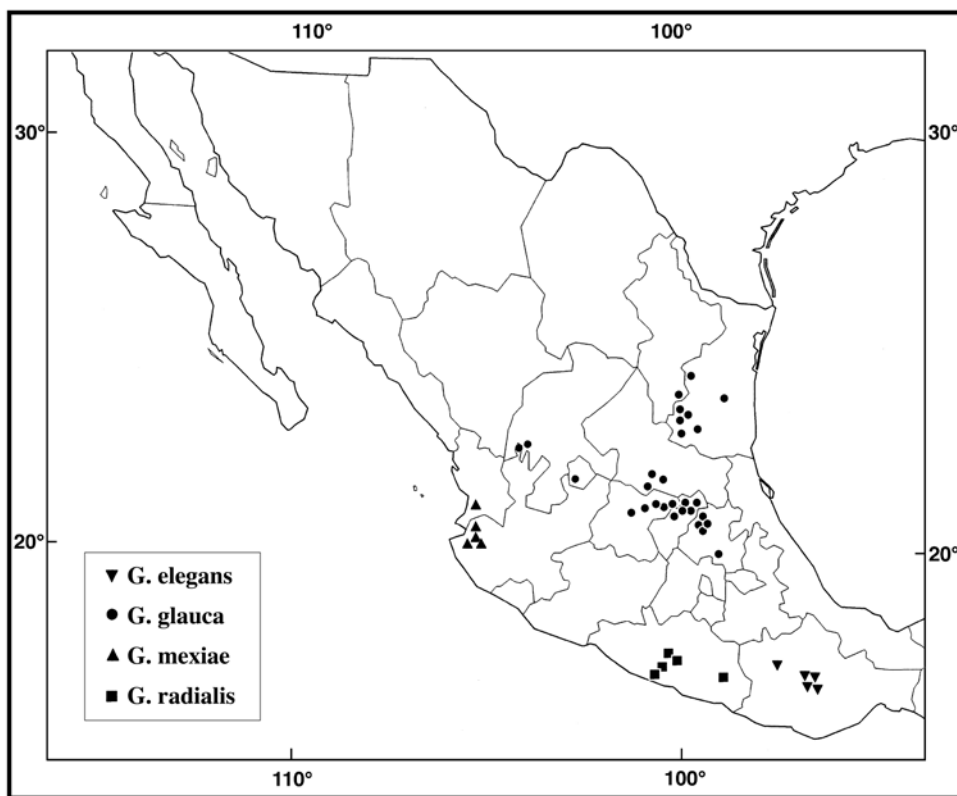 110° 100°
30° 30°
20° 20°
G. elegans
G. glauca
G. mexiae
G. radialis
110° 100°